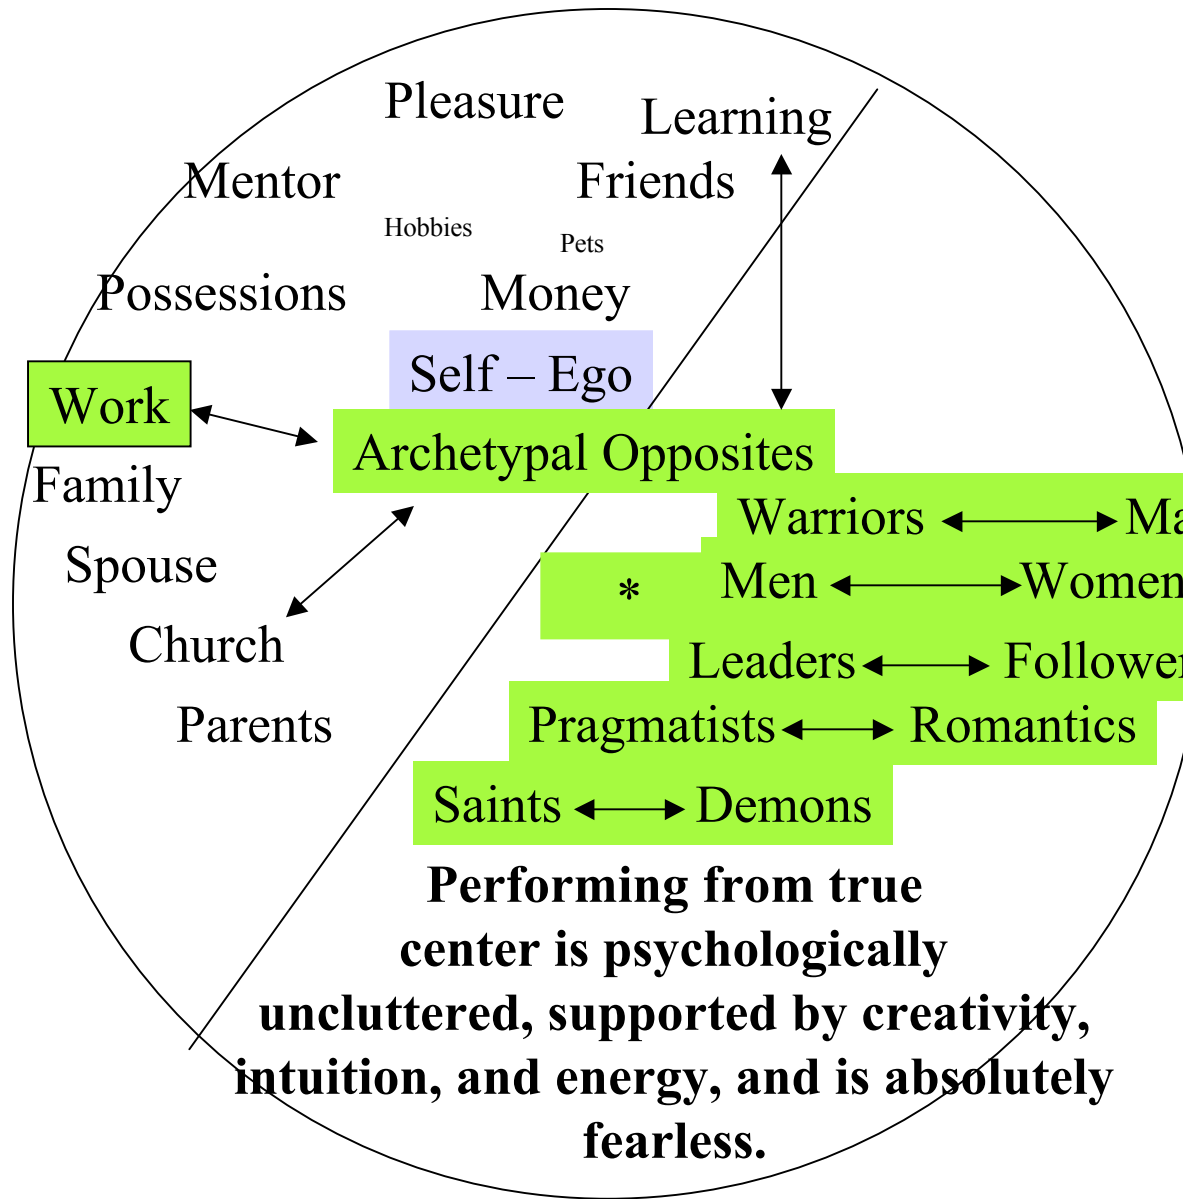 Pleasure
Learning
Mentor
Friends
Hobbies
Pets
Possessions
Money
Self – Ego
Work
Archetypal Opposites
Family
Warriors
Spouse
* Men Women
Church
Leaders
Parents
Pragmatists Romantics
Saints Demons
Performing from true
center is psychologically
uncluttered, supported by creativity,
intuition, and energy, and is absolutely
fearless.